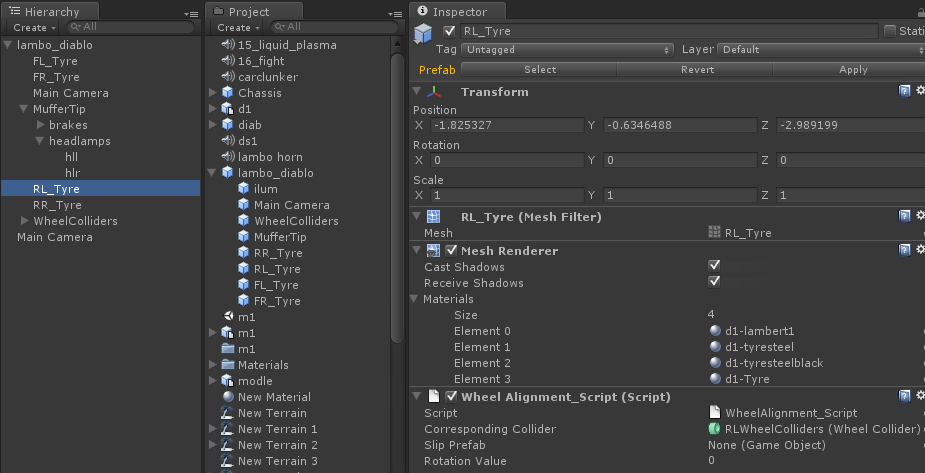 Hierarchy
Create All
lambo_diablo
FL_Tyre
FR_Tyre
Main Camera
MufferTip
brakes
headlamps
hll
hlr
RL_Tyre
RR_Tyre
WheelColliders
Main Camera
Project
Create All
15_liquid_plasma
16_fight
carclunker
Chassis
d1
diab
ds1
lambo horn
lambo_diablo
ilum
Main Camera
WheelColliders
MufferTip
RR_Tyre
RL_Tyre
FL_Tyre
FR_Tyre
m1
m1
m1
Materials
modle
New Material
New Terrain
New Terrain 1
New Terrain 2
New Terrain 3
Inspector
RL_Tyre Stati
Tag Untagged Layer Default
Prefab Select Revert Apply
Transform
Position
X -1.825327 Y -0.6346488 Z -2.989199
Rotation
X 0 Y 0 Z 0
Scale
X 1 Y 1 Z 1
RL_Tyre (Mesh Filter)
Mesh RL_Tyre
Mesh Renderer
Cast Shadows
Receive Shadows
Materials
Size 4
Element 0 d1-lambert1
Element 1 d1-tyresteel
Element 2 d1-tyresteelblack
Element 3 d1-Tyre
Wheel Alignment_Script (Script)
Script WheelAlignment_Script
Corresponding Collider RLWheelColliders (Wheel Collider)
Slip Prefab None (Game Object)
Rotation Value 0